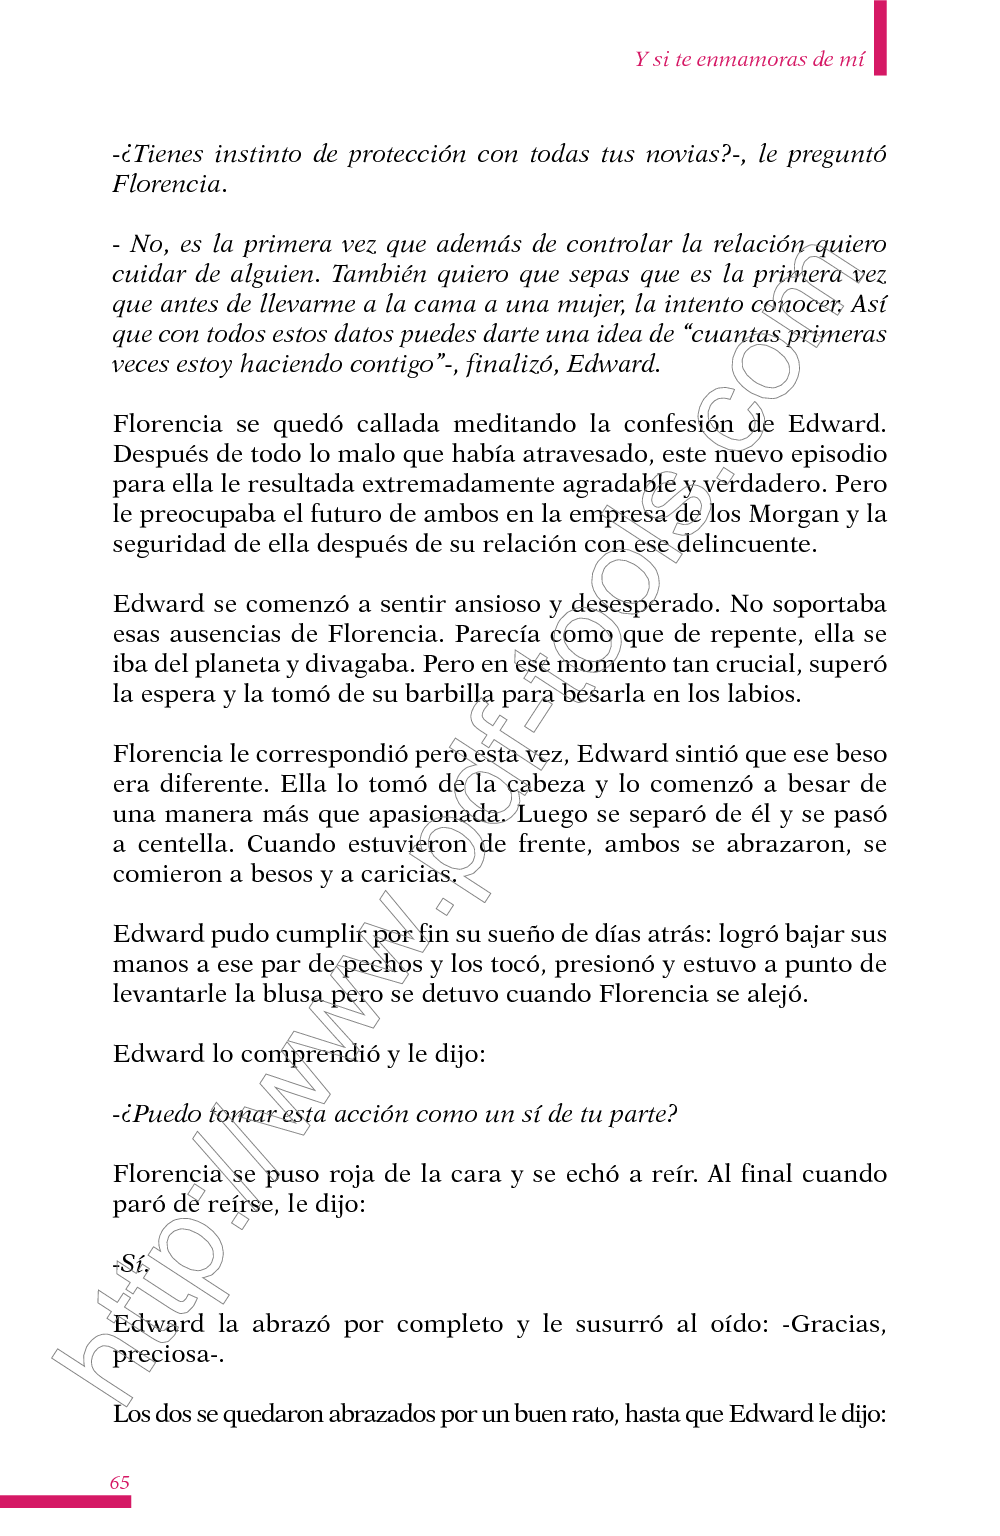 Y si te enmamoras de mí
-¿Tienes instinto de protección con todas tus novias?-, le preguntó
Florencia.
- No, es la primera vez que además de controlar la relación quiero
cuidar de alguien. También quiero que sepas que es la primera vez
que antes de llevarme a la cama a una mujer, la intento conocer. Así
que con todos estos datos puedes darte una idea de “cuantas primeras
veces estoy haciendo contigo”-, finalizó, Edward.
Florencia se quedó callada meditando la confesión de Edward.
Después de todo lo malo que había atravesado, este nuevo episodio
para ella le resultada extremadamente agradable y verdadero. Pero
le preocupaba el futuro de ambos en la empresa de los Morgan y la
seguridad de ella después de su relación con ese delincuente.
Edward se comenzó a sentir ansioso y desesperado. No soportaba
esas ausencias de Florencia. Parecía como que de repente, ella se
iba del planeta y divagaba. Pero en ese momento tan crucial, superó
la espera y la tomó de su barbilla para besarla en los labios.
Florencia le correspondió pero esta vez, Edward sintió que ese beso
era diferente. Ella lo tomó de la cabeza y lo comenzó a besar de
una manera más que apasionada. Luego se separó de él y se pasó
a centella. Cuando estuvieron de frente, ambos se abrazaron, se
comieron a besos y a caricias.
Edward pudo cumplir por fin su sueño de días atrás: logró bajar sus
manos a ese par de pechos y los tocó, presionó y estuvo a punto de
levantarle la blusa pero se detuvo cuando Florencia se alejó.
Edward lo comprendió y le dijo:
-¿Puedo tomar esta acción como un sí de tu parte?
Florencia se puso roja de la cara y se echó a reír. Al final cuando
paró de reírse, le dijo:
-Sí.
Edward la abrazó por completo y le susurró al oído: -Gracias,
preciosa-.
Los dos se quedaron abrazados por un buen rato, hasta que Edward le dijo:
65
http://www.pdf-tools.com